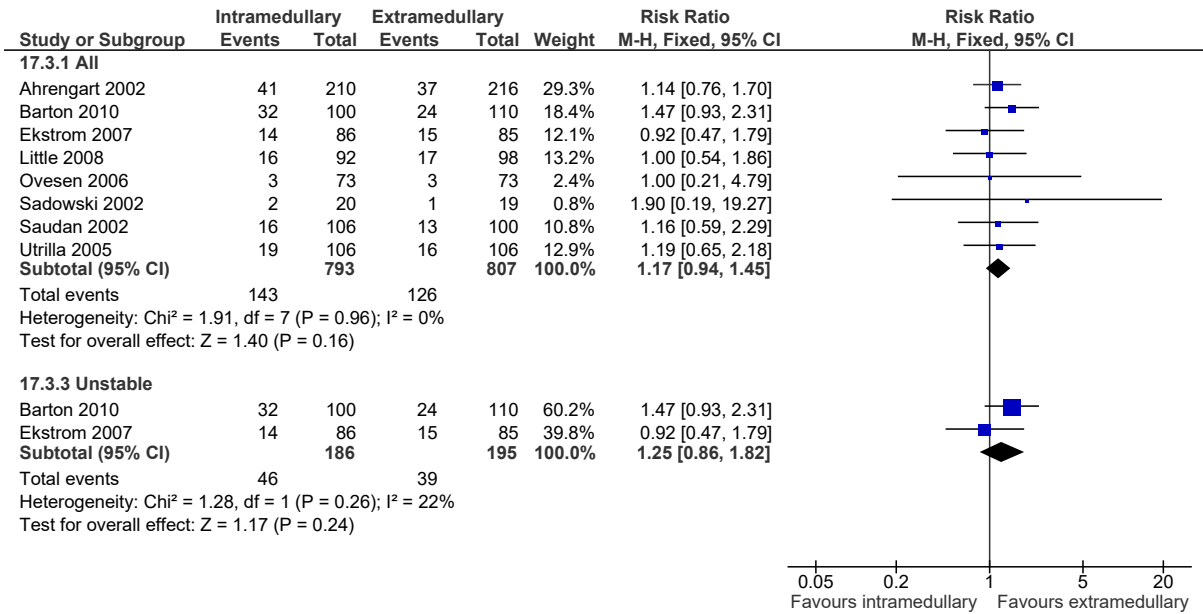 Intramedullary Extramedullary Risk Ratio Risk Ratio
Study or Subgroup Events Total Events Total Weight M-H, Fixed, 95% CI M-H, Fixed, 95% CI
17.3.1 All
Ahrengart 2002 41 210 37 216 29.3% 1.14 [0.76, 1.70]
Barton 2010 32 100 24 110 18.4% 1.47 [0.93, 2.31]
Ekstrom 2007 14 86 15 85 12.1% 0.92 [0.47, 1.79]
Little 2008 16 92 17 98 13.2% 1.00 [0.54, 1.86]
Ovesen 2006 3 73 3 73 2.4% 1.00 [0.21, 4.79]
Sadowski 2002 2 20 1 19 0.8% 1.90 [0.19, 19.27]
Saudan 2002 16 106 13 100 10.8% 1.16 [0.59, 2.29]
Utrilla 2005 19 106 16 106 12.9% 1.19 [0.65, 2.18]
Subtotal (95% CI) 793 807 100.0% 1.17 [0.94, 1.45]
Total events 143 126
Heterogeneity: Chi² = 1.91, df = 7 (P = 0.96); I² = 0%
Test for overall effect: Z = 1.40 (P = 0.16)
17.3.3 Unstable
Barton 2010 32 100 24 110 60.2% 1.47 [0.93, 2.31]
Ekstrom 2007 14 86 15 85 39.8% 0.92 [0.47, 1.79]
Subtotal (95% CI) 186 195 100.0% 1.25 [0.86, 1.82]
Total events 46 39
Heterogeneity: Chi² = 1.28, df = 1 (P = 0.26); I² = 22%
Test for overall effect: Z = 1.17 (P = 0.24)
0.05 0.2 1 5 20
Favours intramedullary Favours extramedullary